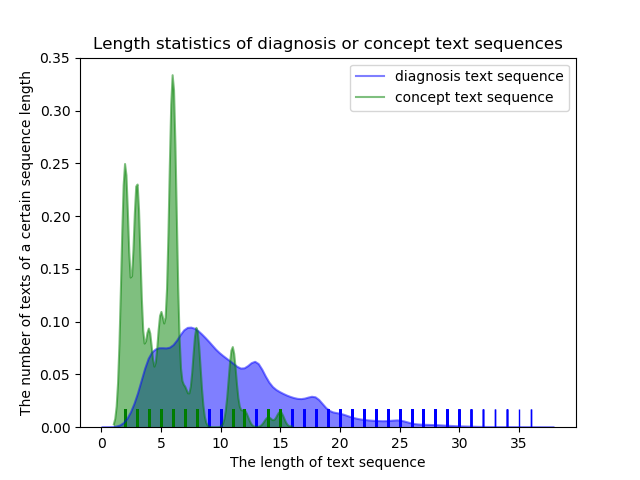 Length statistics of diagnosis or concept text sequences
diagnosis text sequence
concept text sequence
The number of texts of a certain sequence length
0.35
0.30
0.25
0.20
0.15
0.10
0.05
0.00
0 5 10 15 20 25 30 35
The length of text sequence